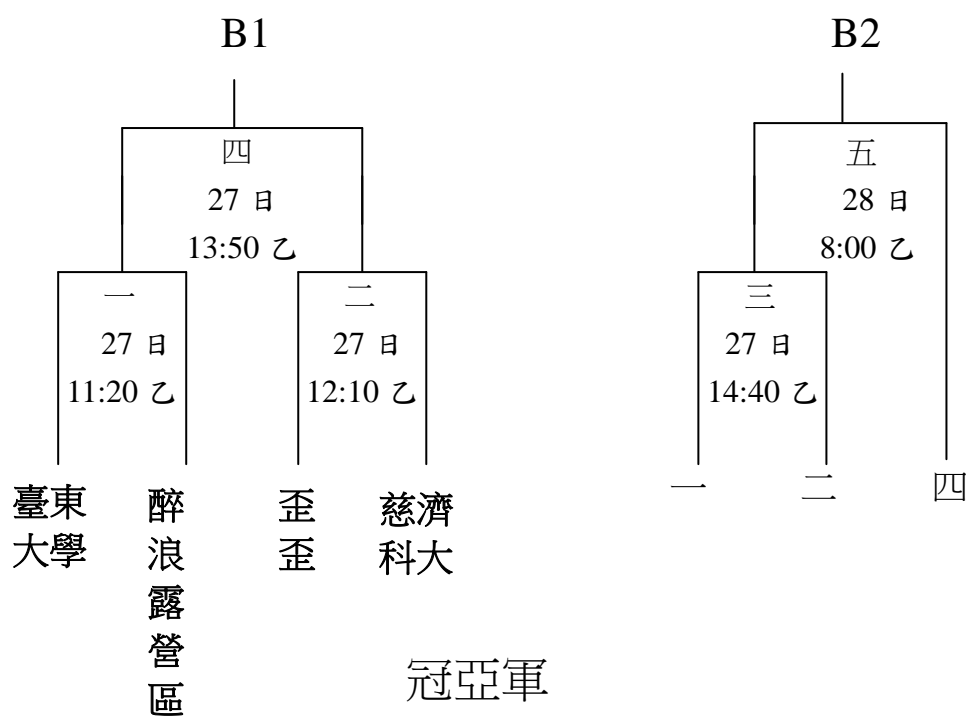 B1
四
27 日
13:50 乙
一
27 日
11:20 乙
二
27 日
12:10 乙
臺東
大學
醉浪露營區
歪歪
慈濟
科大
B2
五
28 日
8:00 乙
三
27 日
14:40 乙
一
二
四
冠亞軍